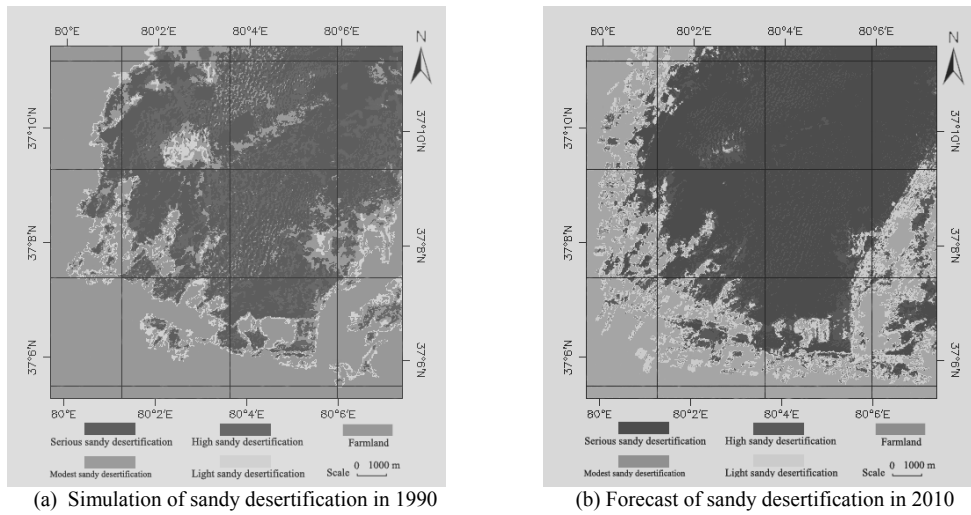 80°E 80°2'E 80°4'E 80°6'E
N
37°10'N
37°8'N
37°6'N
37°10'N
37°8'N
37°6'N
80°E 80°2'E 80°4'E 80°6'E
Serious sandy desertification High sandy desertification Farmland
Modest sandy desertification Light sandy desertification Scale 0 1000 m
(a) Simulation of sandy desertification in 1990
80°E 80°2'E 80°4'E 80°6'E
N
37°10'N
37°8'N
37°6'N
37°10'N
37°8'N
37°6'N
80°E 80°2'E 80°4'E 80°6'E
Serious sandy desertification High sandy desertification Farmland
Modest sandy desertification Light sandy desertification Scale 0 1000 m
(b) Forecast of sandy desertification in 2010